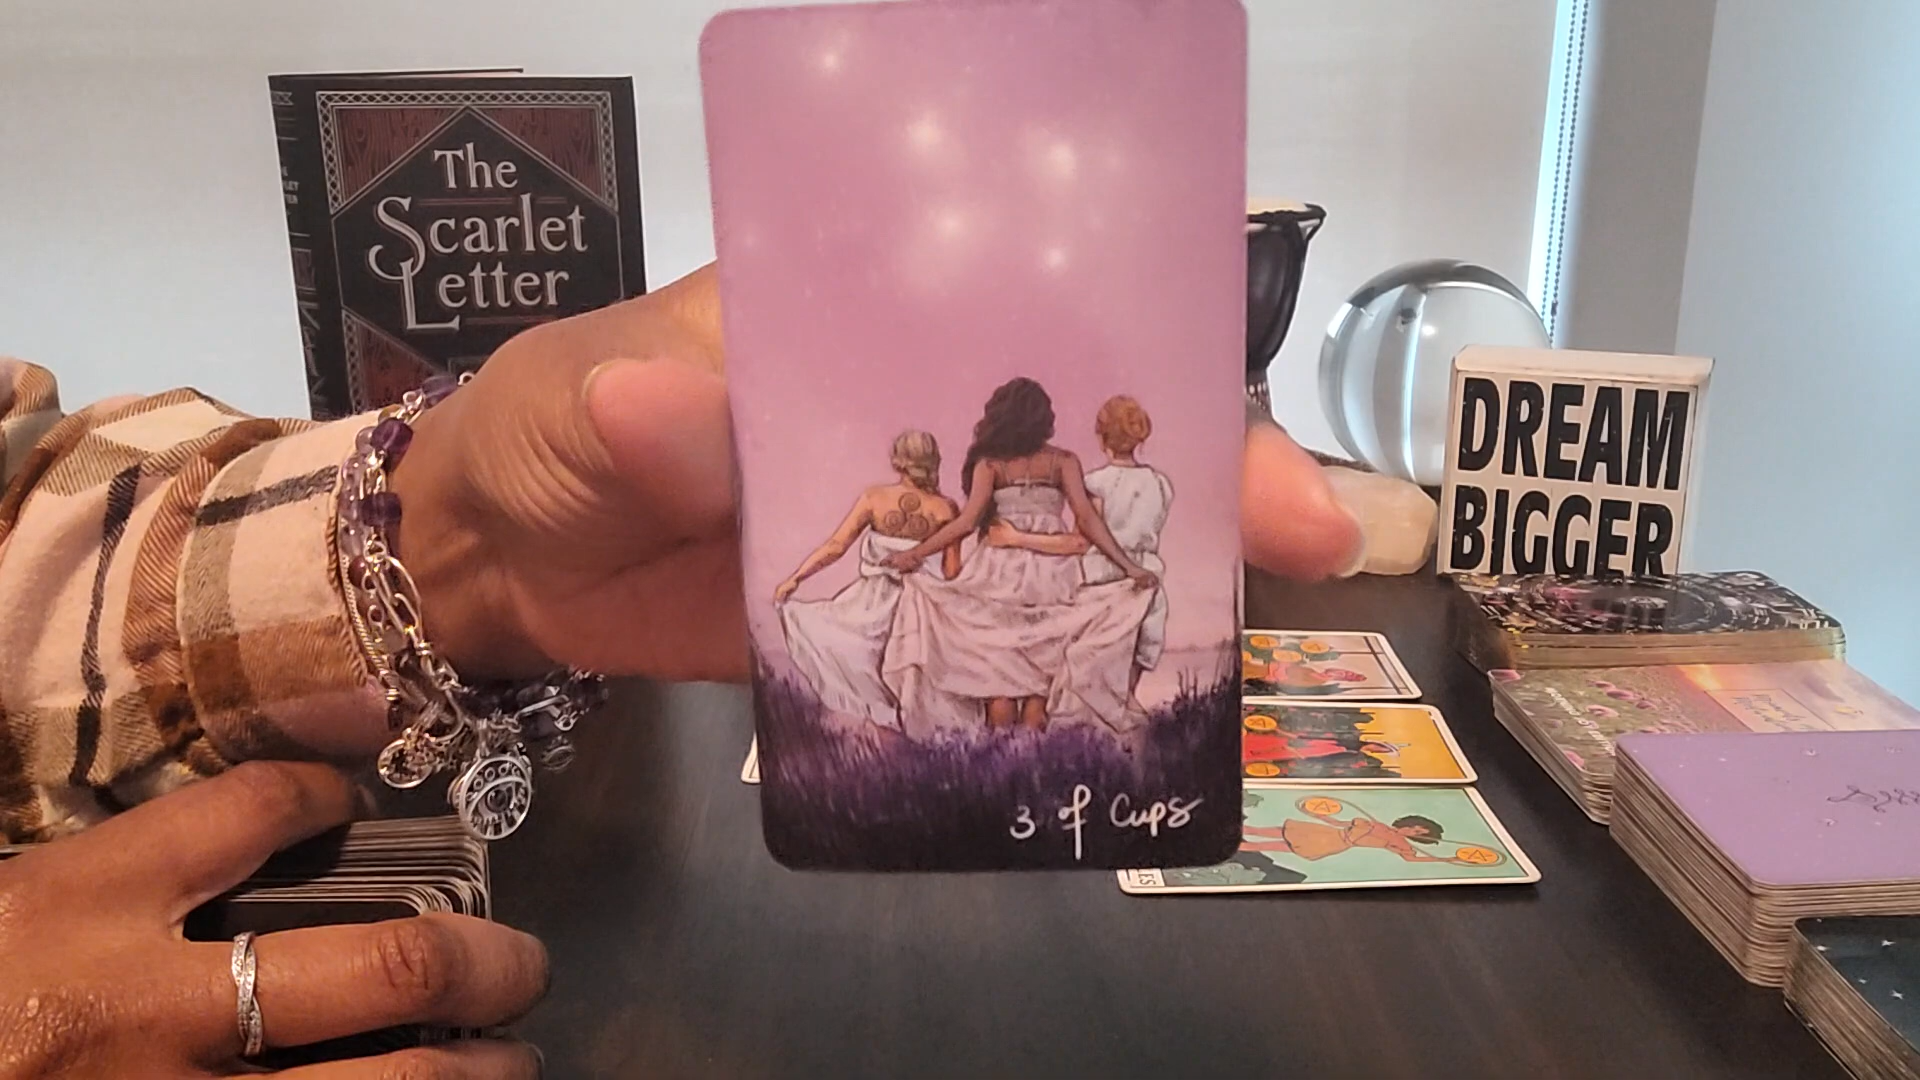 The
Scarlet
Letter
3 of Cups
DREAM
BIGGER